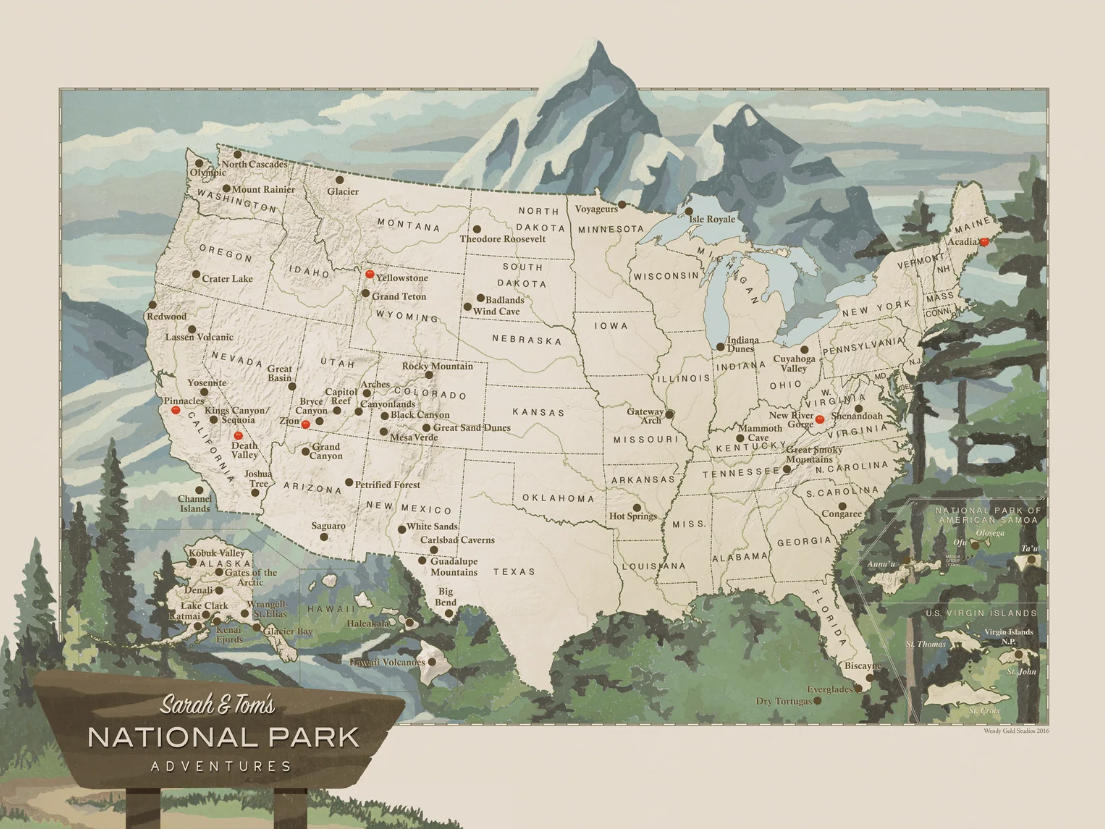 North Cascades
Olympic
Mount Rainier
WASHINGTON
Glacier
MONTANA
NORTH
DAKOTA
Theodore Roosevelt
Voyageurs
MINNESOTA
Isle Royale
MAINE
Acadia
OREGON
Crater Lake
IDAHO
Yellowstone
Grand Teton
WYOMING
SOUTH
DAKOTA
Badlands
Wind Cave
WISCONSIN
MICHIGAN
VERMONT
NH
MASS
CONN.
NEW YORK
Redwood
Lassen Volcanic
NEVADA
Great
Basin
UTAH
Rocky Mountain
NEBRASKA
IOWA
Indiana
Dunes
Cuyahoga
Valley
PENNSYLVANIA
N.J.
MD.
DEL
Yosemite
Pinnacles
Kings Canyon/
Sequoia
CALIFORNIA
Death
Valley
Bryce
Canyon
Zion
Capitol
Reef
Arches
Canyonlands
COLORADO
Black Canyon
Great Sand Dunes
Mesa Verde
KANSAS
Gateway
Arch
MISSOURI
ILLINOIS
INDIANA
OHIO
W.
VIRGINIA
New River
Gorge
Shenandoah
VIRGINIA
Mammoth
Cave
KENTUCKY
Great Smoky
Mountains
TENNESSEE
N.CAROLINA
Grand
Canyon
Joshua
Tree
ARIZONA
Petrified Forest
Channel
Islands
Saguaro
NEW MEXICO
White Sands
Carlsbad Caverns
Guadalupe
Mountains
OKLAHOMA
ARKANSAS
Hot Springs
MISS.
ALABAMA
GEORGIA
S.CAROLINA
Congaree
TEXAS
Big
Bend
LOUISIANA
FLORIDA
Biscayne
Everglades
Dry Tortugas
Kobuk Valley
ALASKA
Gates of the
Arctic
Denali
Lake Clark
Katmai
Wrangell-
St. Elias
Kenai
Fjords
Glacier Bay
HAWAII
Haleakala
Hawaii Volcanoes
NATIONAL PARK OF
AMERICAN SAMOA
Olosega
Ofu
Ta'u
Aunu'u
U.S. VIRGIN ISLANDS
Virgin Islands
N.P.
St. Thomas
St. John
St. Croix
Wendy Gold Studios 2016
Sarah & Tom's
NATIONAL PARK
ADVENTURES